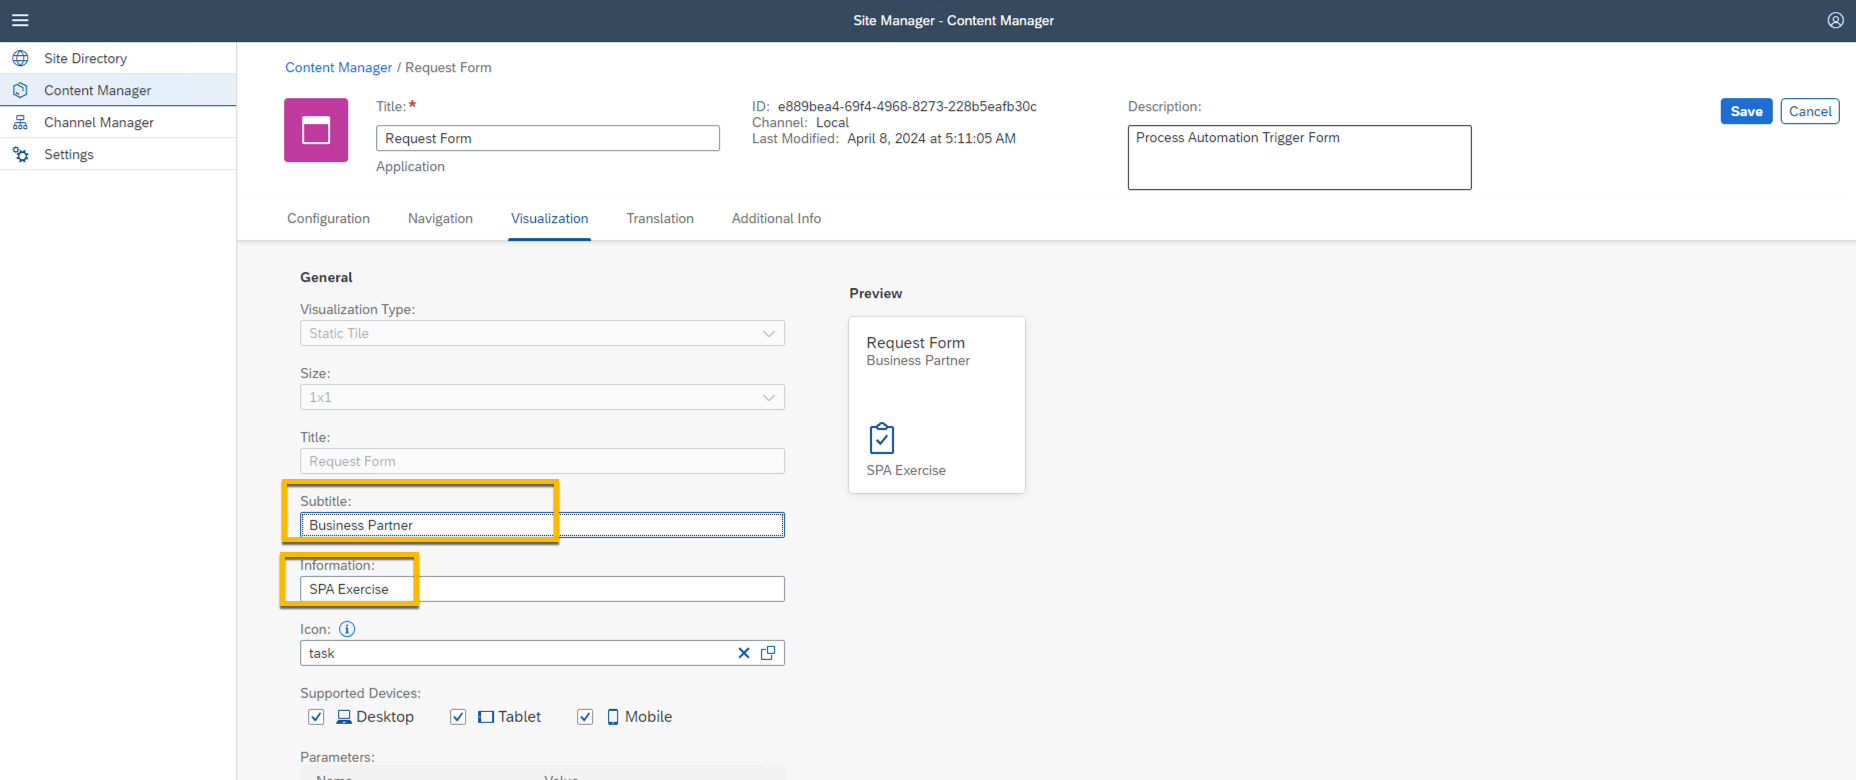 Site Manager - Content Manager
Site Directory
Content Manager
Channel Manager
Settings
Content Manager / Request Form
Title:*
Request Form
Application
ID: e889bea4-69f4-4968-8273-228b5eafb30c
Channel: Local
Last Modified: April 8, 2024 at 5:11:05 AM
Description:
Process Automation Trigger Form
Save
Cancel
Configuration
Navigation
Visualization
Translation
Additional Info
General
Visualization Type:
Static Tile
Size:
1x1
Title:
Request Form
Subtitle:
Business Partner
Information:
SPA Exercise
Icon:
task
Supported Devices:
Desktop
Tablet
Mobile
Parameters:
Name
Value
Preview
Request Form
Business Partner
SPA Exercise